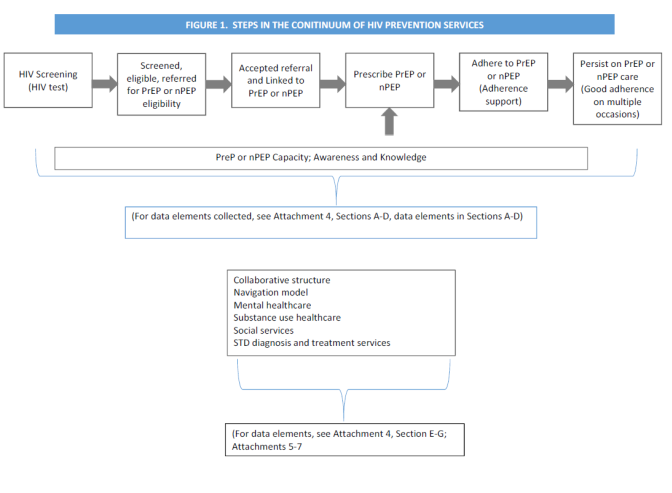 FIGURE 1.  STEPS IN THE CONITINUUM OF HIV PREVENTION SERVICES
HIV Screening
(HIV test)
Screened,
eligible, referred
for PrEP or nPEP
eligibility
Accepted referral
and Linked to
PrEP or nPEP
Prescribe PrEP or
nPEP
Adhere to PrEP
or nPEP
(Adherence
support)
Persist on PrEP or
nPEP care
(Good adherence
on multiple
occasions)
PreP or nPEP Capacity; Awareness and Knowledge
(For data elements collected, see Attachment 4, Sections A-D, data elements in Sections A-D)
Collaborative structure
Navigation model
Mental healthcare
Substance use healthcare
Social services
STD diagnosis and treatment services
(For data elements, see Attachment 4, Section E-G;
Attachments 5-7